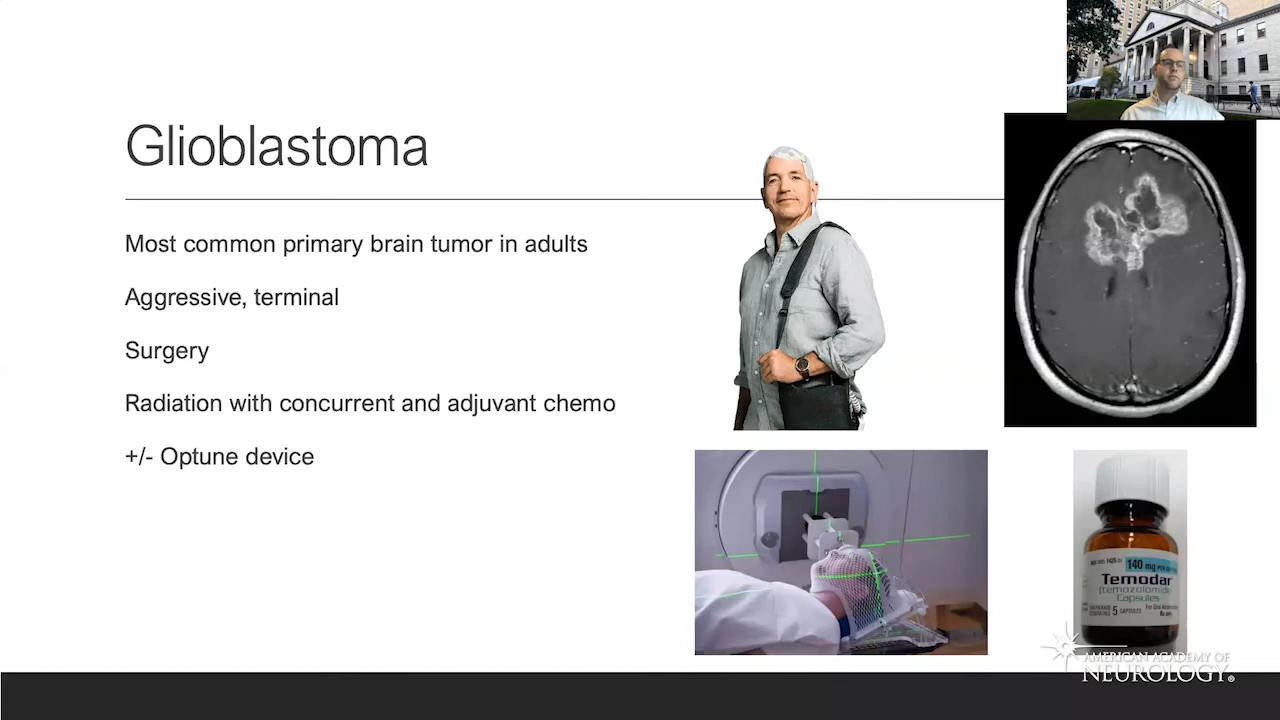 Glioblastoma
Most common primary brain tumor in adults
Aggressive, terminal
Surgery
Radiation with concurrent and adjuvant chemo
+/- Optune device
140 mg
Temodar
Capsules
5 CAPSULES
AMERICAN ACADEMY OF
NEUROLOGY®